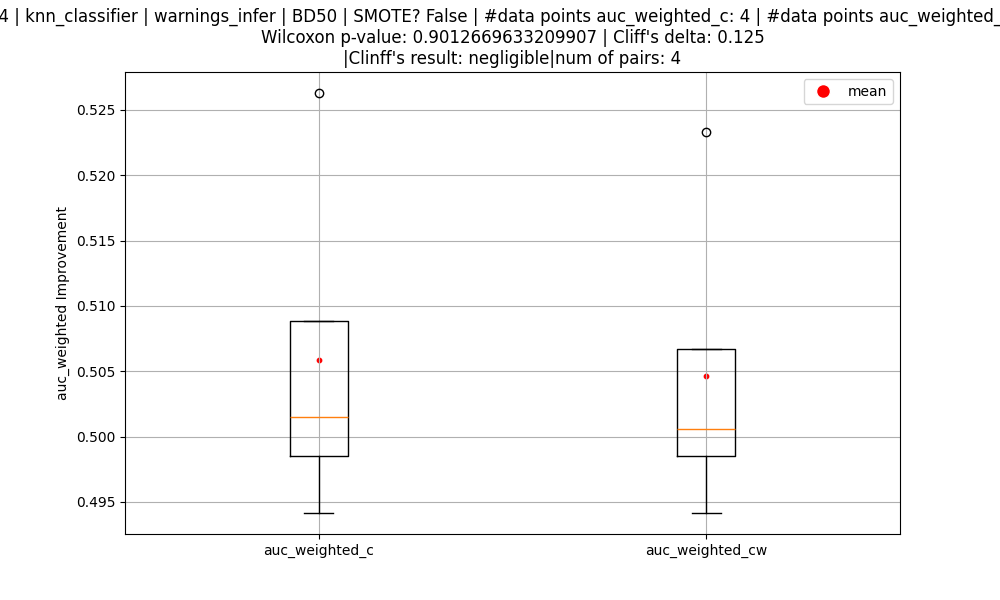 4 | knn_classifier | warnings_infer | BD50 | SMOTE? False | #data points auc_weighted_c: 4 | #data points auc_weighted_
Wilcoxon p-value: 0.9012669633209907 | Cliff's delta: 0.125
|Clinff's result: negligible|num of pairs: 4
mean
auc_weighted Improvement
0.525
0.520
0.515
0.510
0.505
0.500
0.495
auc_weighted_c
auc_weighted_cw